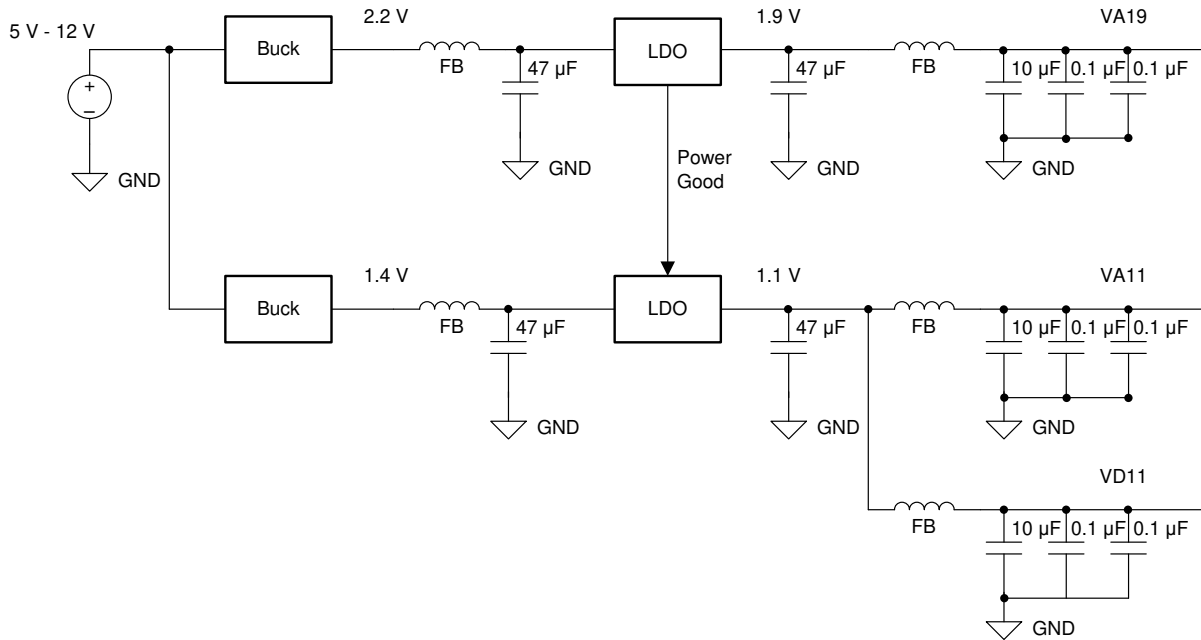 5 V - 12 V
2.2 V
1.9 V
VA19
Buck
LDO
FB
47 µF
47 µF
FB
10 µF
0.1 µF
0.1 µF
+
−
GND
GND
Power
Good
GND
GND
1.4 V
1.1 V
VA11
Buck
LDO
FB
47 µF
47 µF
FB
10 µF
0.1 µF
0.1 µF
GND
GND
GND
VD11
FB
10 µF
0.1 µF
0.1 µF
GND